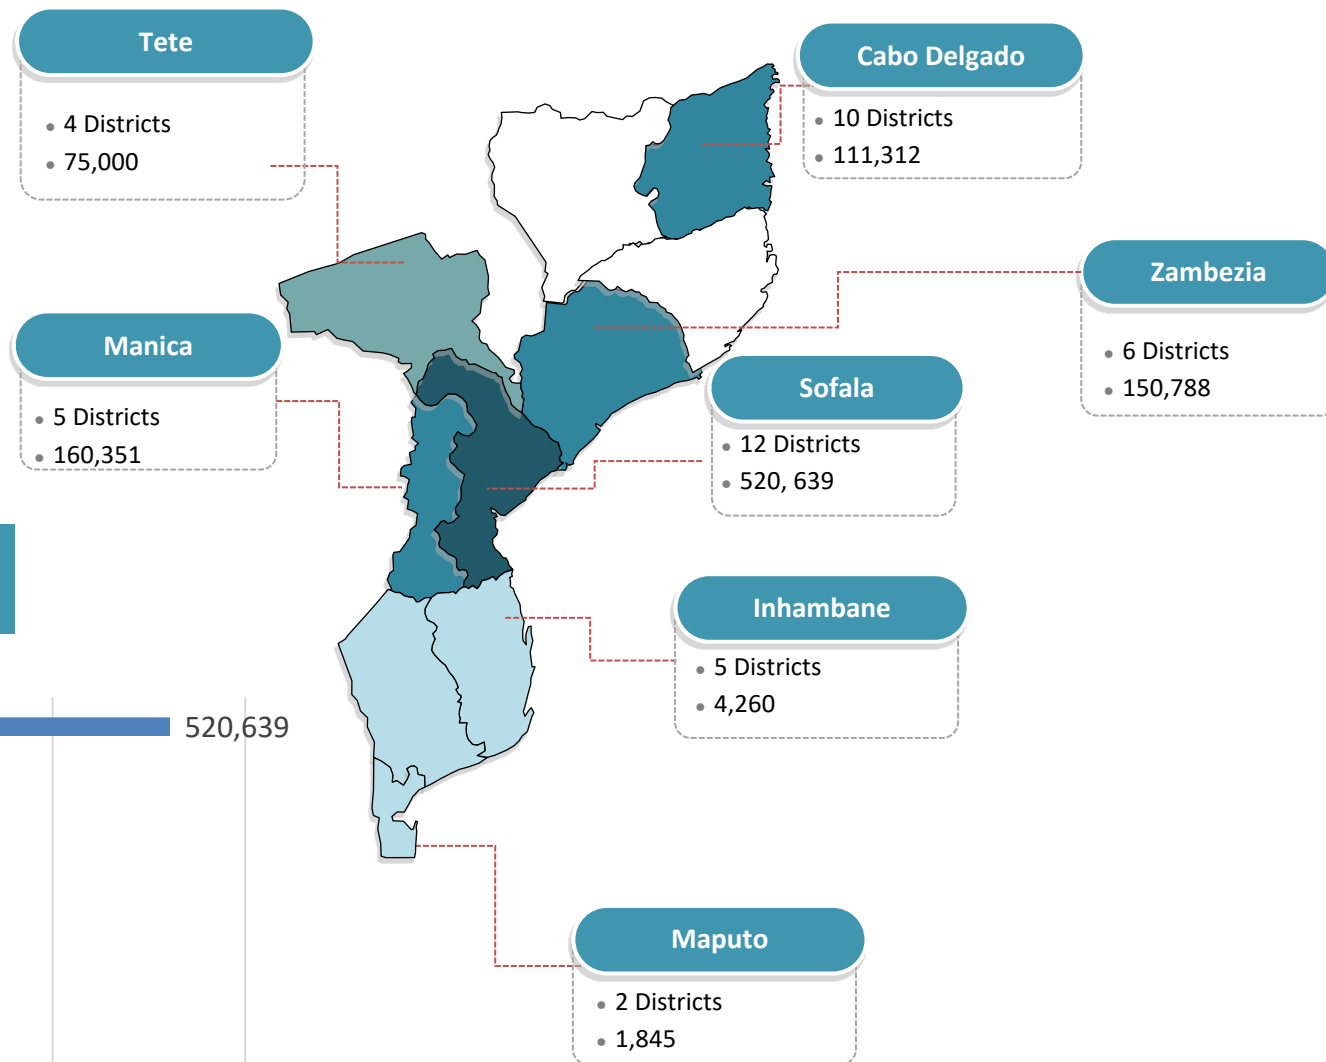 Tete
4 Districts
75,000
Cabo Delgado
10 Districts
111,312
Zambezia
6 Districts
150,788
Manica
5 Districts
160,351
Sofala
12 Districts
520, 639
Inhambane
5 Districts
4,260
520,639
Maputo
2 Districts
1,845